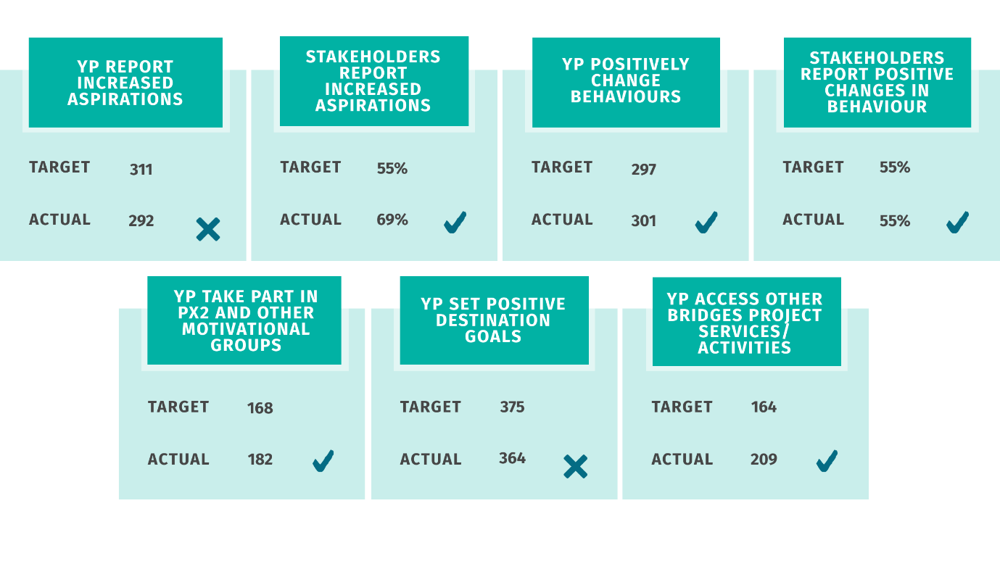 YP REPORT
INCREASED
ASPIRATIONS
TARGET 311
ACTUAL 292
STAKEHOLDERS
REPORT
INCREASED
ASPIRATIONS
TARGET 55%
ACTUAL 69%
YP POSITIVELY
CHANGE
BEHAVIOURS
TARGET 297
ACTUAL 301
STAKEHOLDERS
REPORT POSITIVE
CHANGES IN
BEHAVIOUR
TARGET 55%
ACTUAL 55%
YP TAKE PART IN
PX2 AND OTHER
MOTIVATIONAL
GROUPS
TARGET 168
ACTUAL 182
YP SET POSITIVE
DESTINATION
GOALS
TARGET 375
ACTUAL 364
YP ACCESS OTHER
BRIDGES PROJECT
SERVICES/
ACTIVITIES
TARGET 164
ACTUAL 209